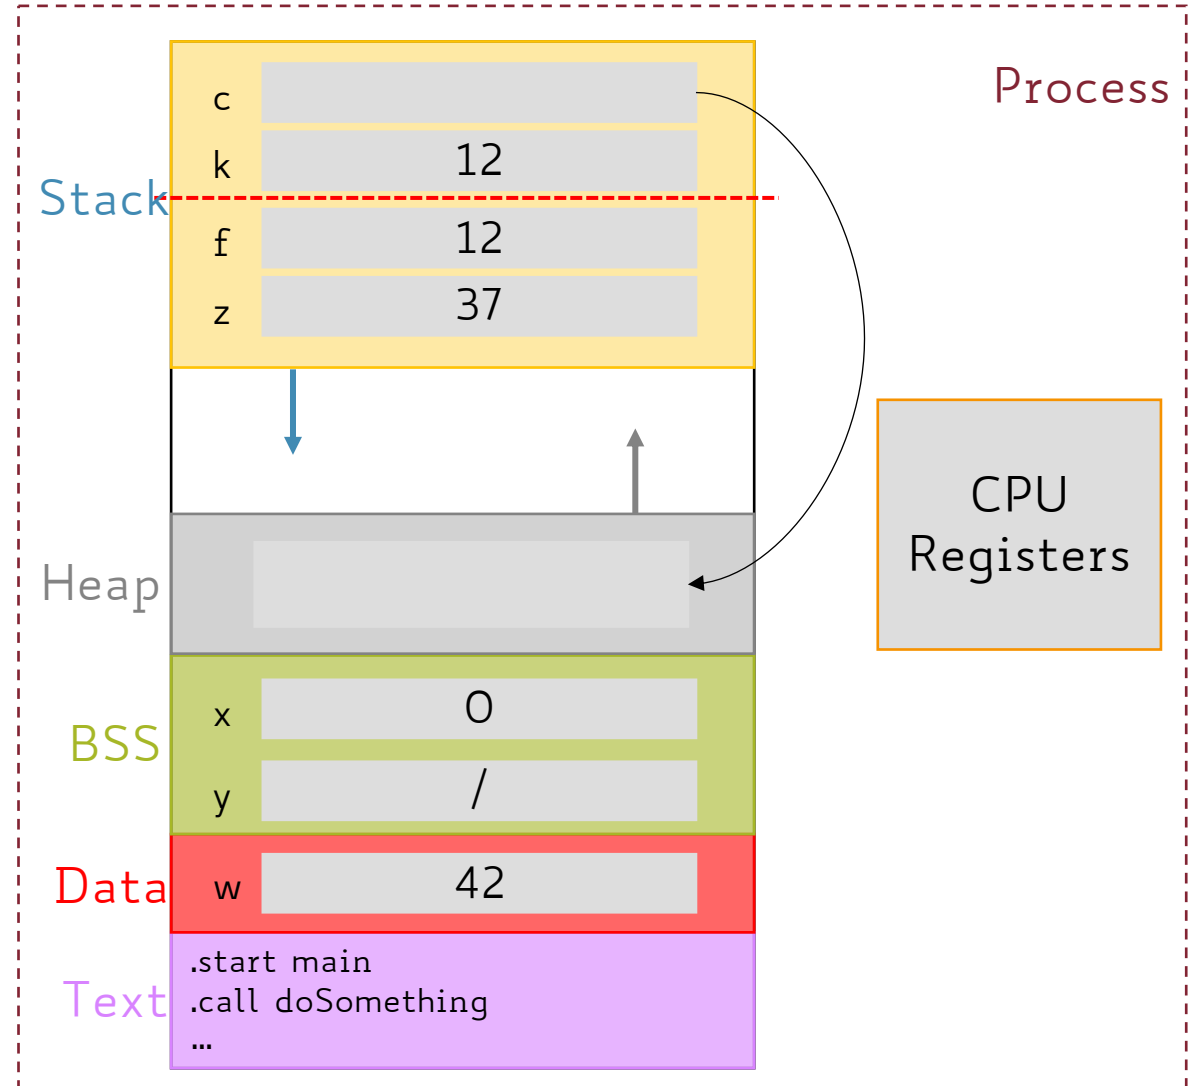 Process
c
k 12
Stack
f 12
z 37
CPU
Registers
Heap
x 0
BSS
y /
Data w 42
.start main
.call doSomething
Text
...